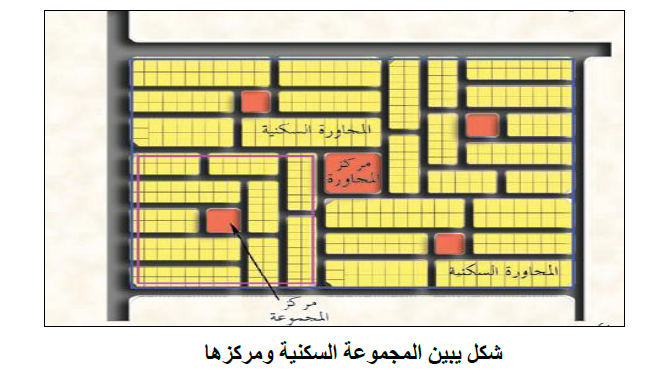 المجاورة السكنية
مركز
المجاورة
المجاورة السكنية
مركز
المجموعة
شكل يبين المجموعة السكنية ومركزها